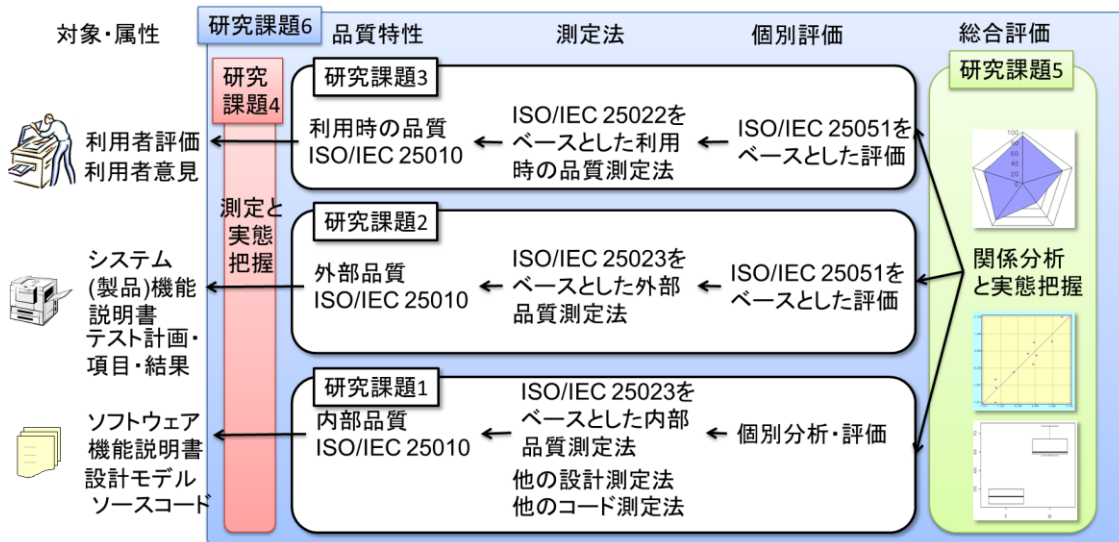 対象・属性
研究課題6
品質特性
測定法
個別評価
総合評価
研究
課題4
測定と
実態
把握
研究課題3
利用者評価
利用者意見
利用時の品質
ISO/IEC 25010
ISO/IEC 25022を
ベースとした利用
時の品質測定法
ISO/IEC 25051を
ベースとした評価
研究課題2
システム
(製品)機能
説明書
テスト計画・
項目・結果
外部品質
ISO/IEC 25010
ISO/IEC 25023を
ベースとした外部
品質測定法
ISO/IEC 25051を
ベースとした評価
研究課題1
ソフトウェア
機能説明書
設計モデル
ソースコード
内部品質
ISO/IEC 25010
ISO/IEC 25023を
ベースとした内部
品質測定法
他の設計測定法
他のコード測定法
個別分析・評価
研究課題5
100
80
60
40
20
0
関係分析
と実態把握